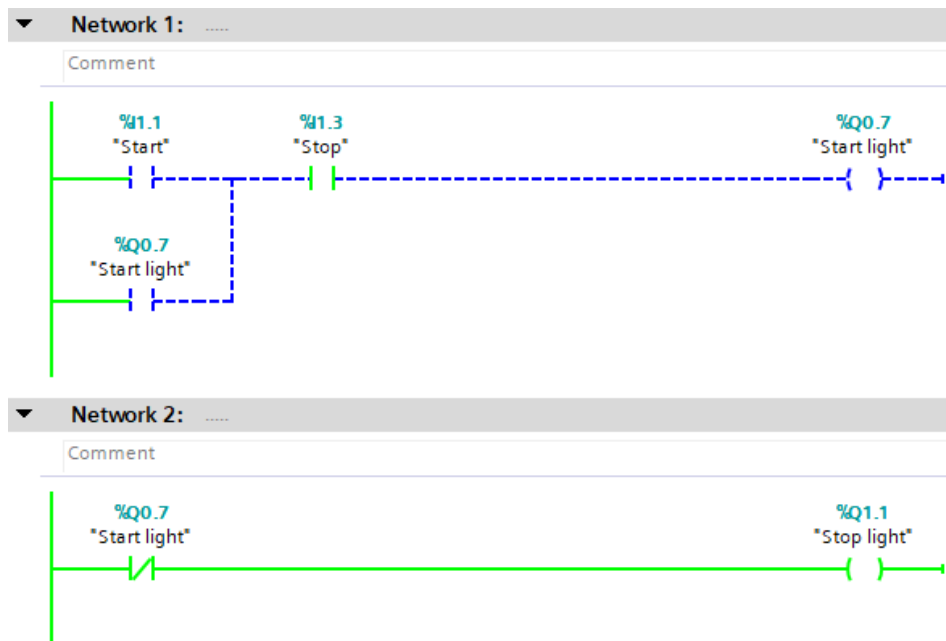 Network 1: .....
Comment
%I1.1 %I1.3 %Q0.7
"Start" "Stop" "Start light"
%Q0.7
"Start light"
Network 2: .....
Comment
%Q0.7 %Q1.1
"Start light" "Stop light"